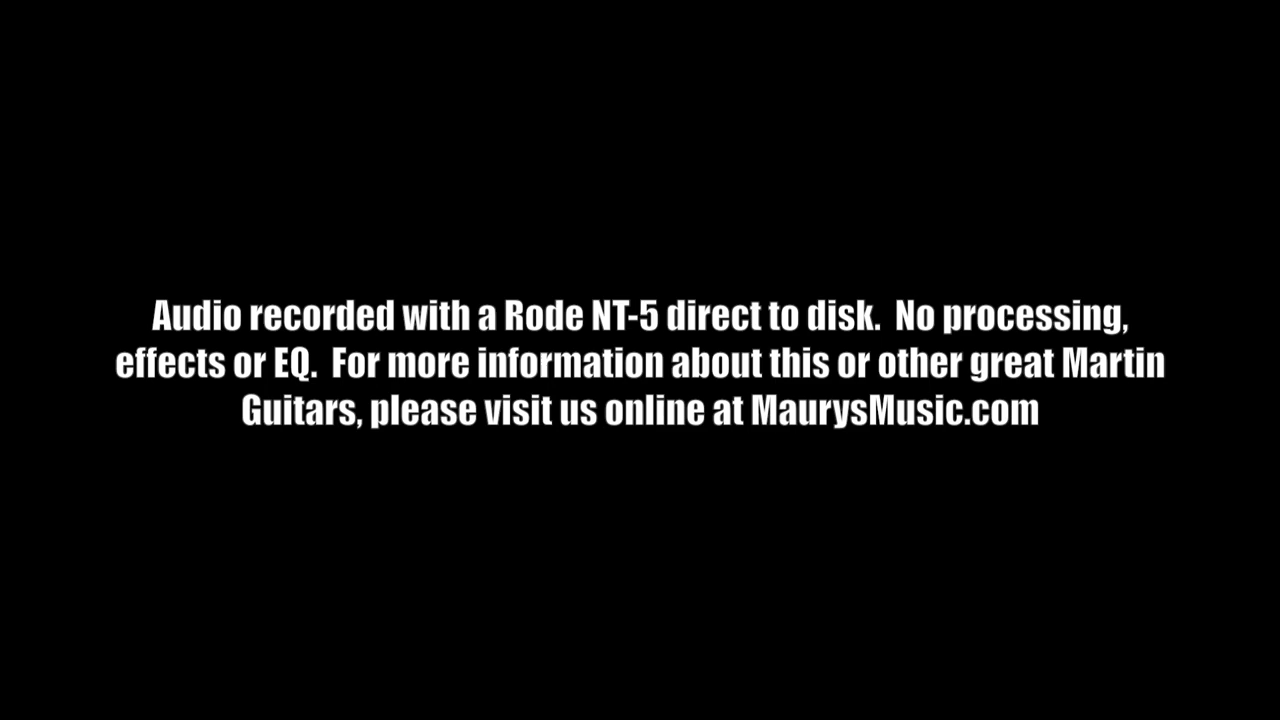 Audio recorded with a Rode NT-5 direct to disk.  No processing,
effects or EQ.  For more information about this or other great Martin
Guitars, please visit us online at MaurysMusic.com